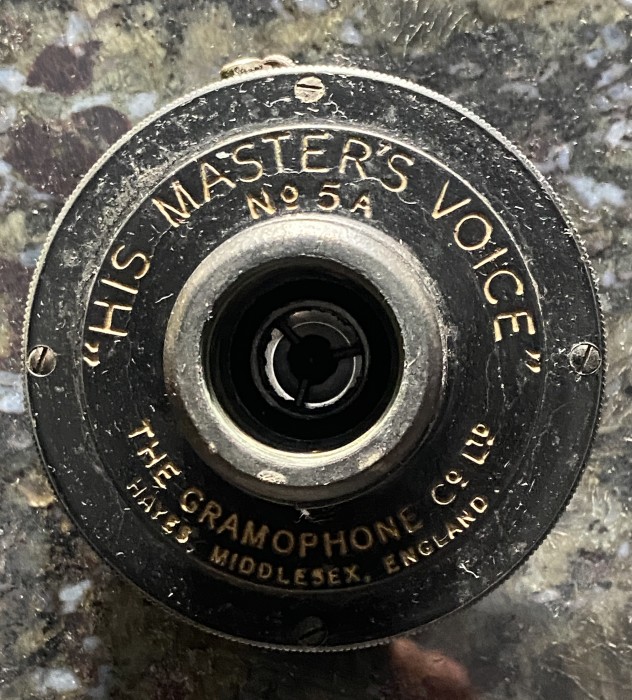 “HIS MASTER'S VOICE”
No 5A
THE GRAMOPHONE Co LTD
HAYES, MIDDLESEX, ENGLAND